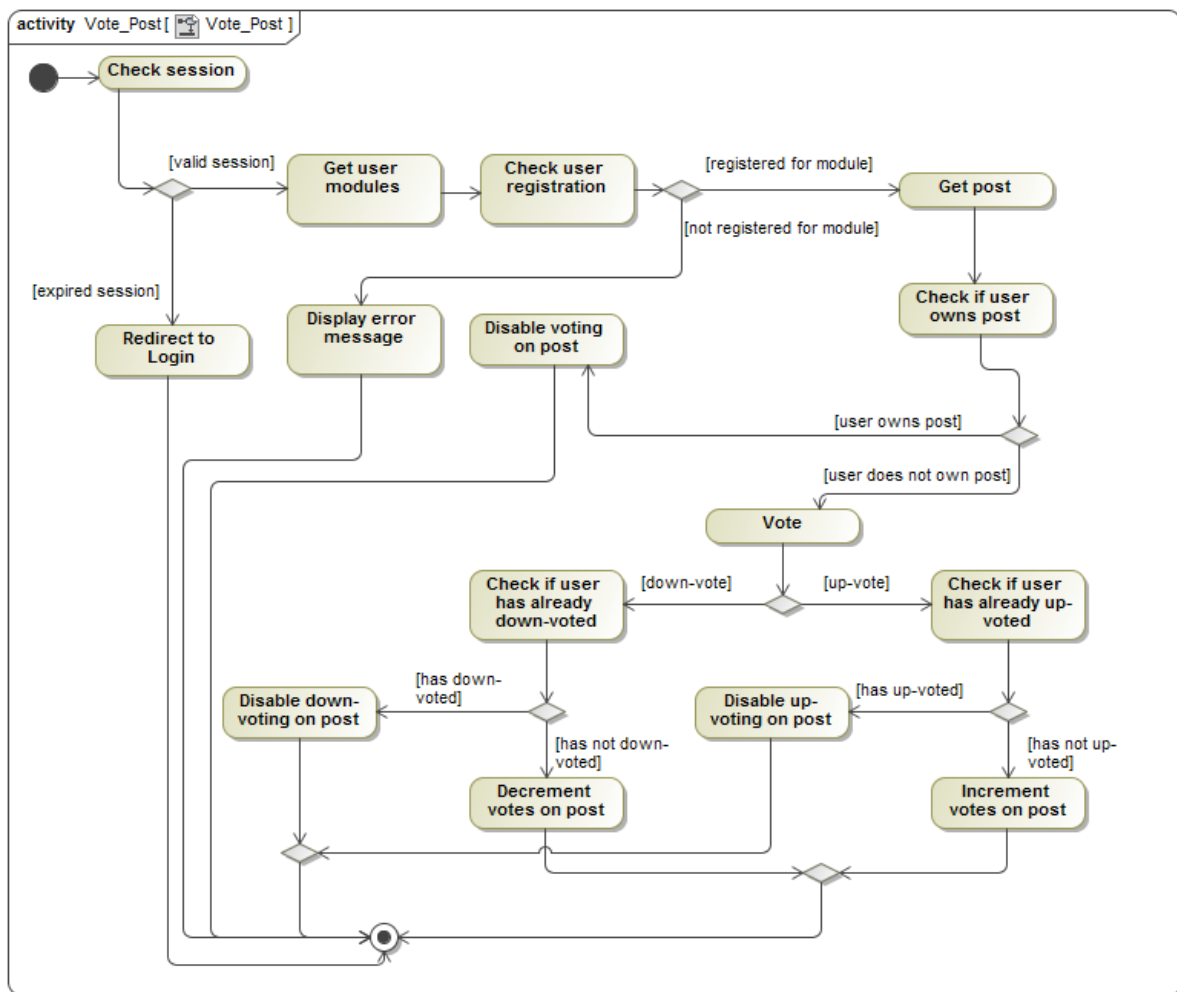 activity Vote_Post [ Vote_Post ]
Check session
[valid session]
Get user
modules
Check user
registration
[registered for module]
Get post
[not registered for module]
[expired session]
Redirect to
Login
Display error
message
Disable voting
on post
Check if user
owns post
[user owns post]
[user does not own post]
Vote
[down-vote]
[up-vote]
Check if user
has already
down-voted
Check if user
has already up-
voted
[has down-
voted]
Disable down-
voting on post
[has up-voted]
Disable up-
voting on post
[has not down-
voted]
[has not up-
voted]
Decrement
votes on post
Increment
votes on post